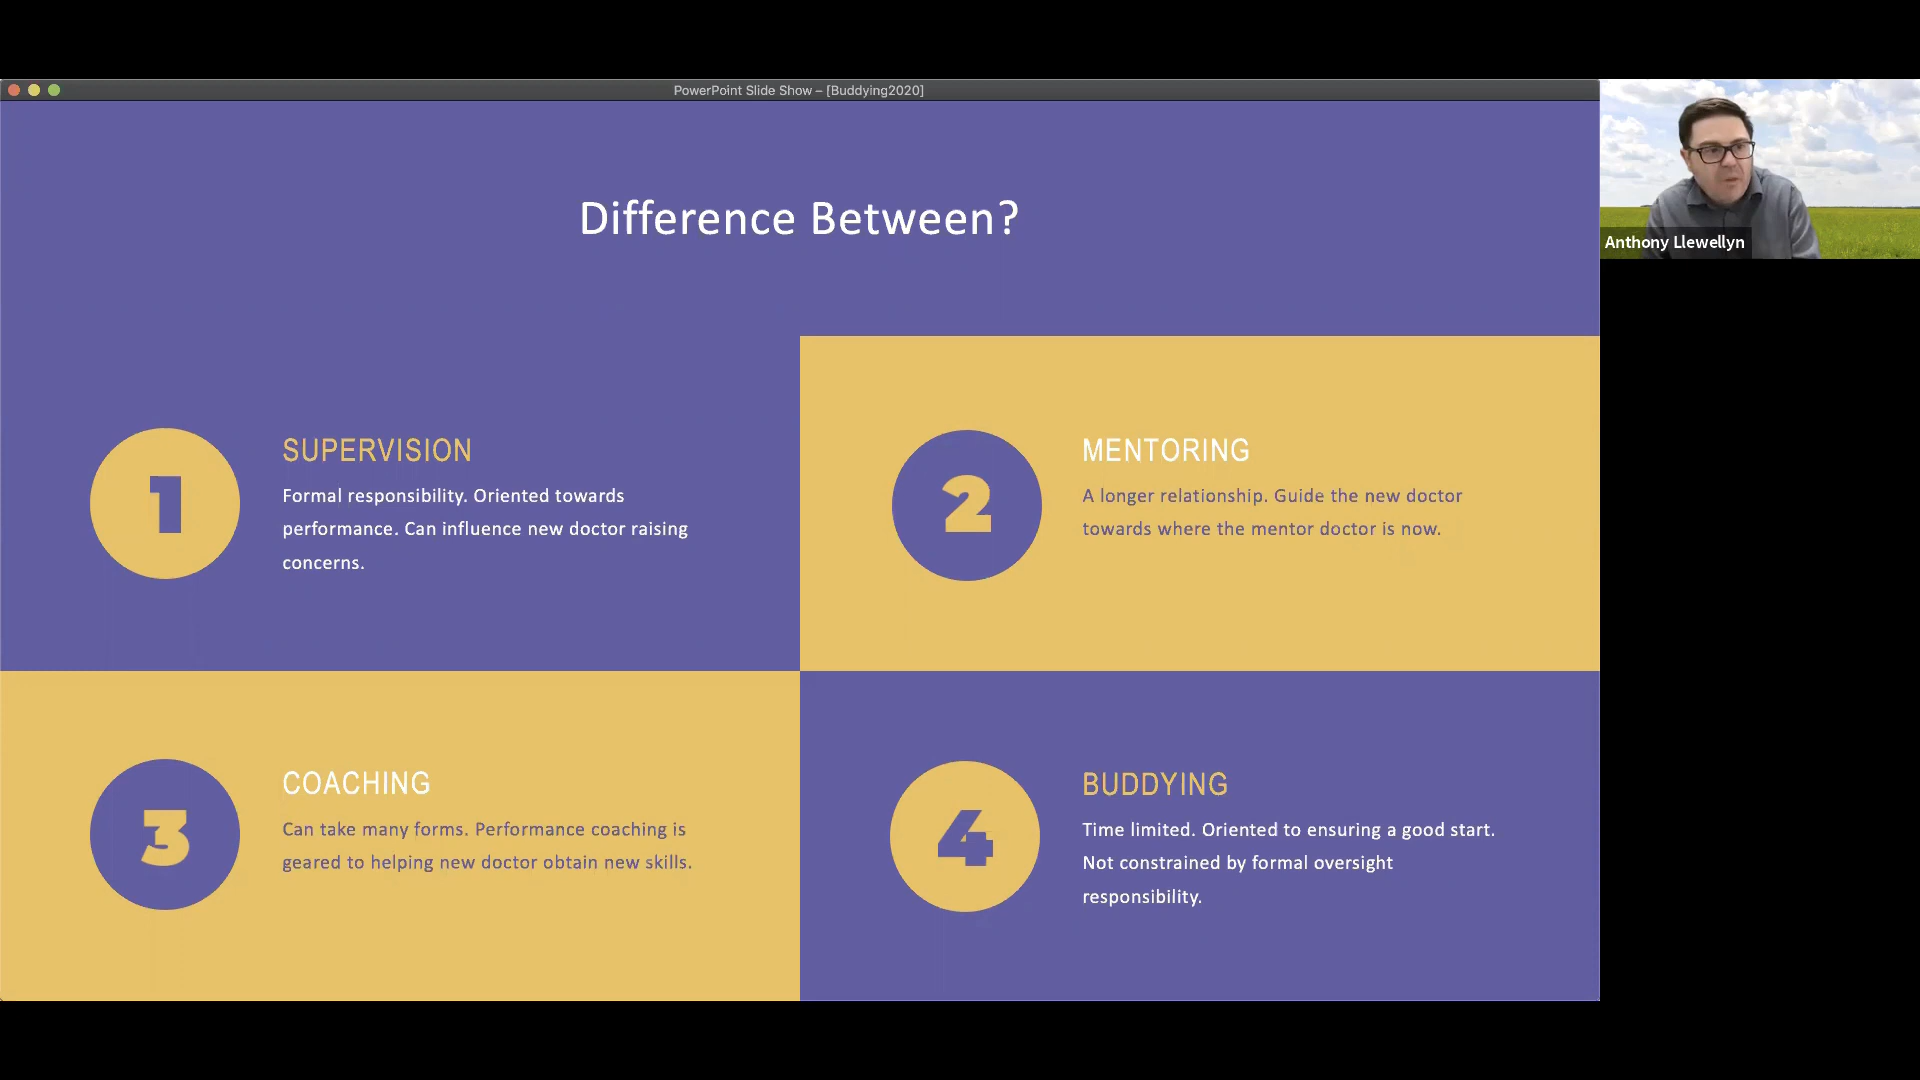 PowerPoint Slide Show – [Buddying2020]
Difference Between?
Anthony Llewellyn
1
SUPERVISION
Formal responsibility. Oriented towards
performance. Can influence new doctor raising
concerns.
2
MENTORING
A longer relationship. Guide the new doctor
towards where the mentor doctor is now.
3
COACHING
Can take many forms. Performance coaching is
geared to helping new doctor obtain new skills.
4
BUDDYING
Time limited. Oriented to ensuring a good start.
Not constrained by formal oversight
responsibility.